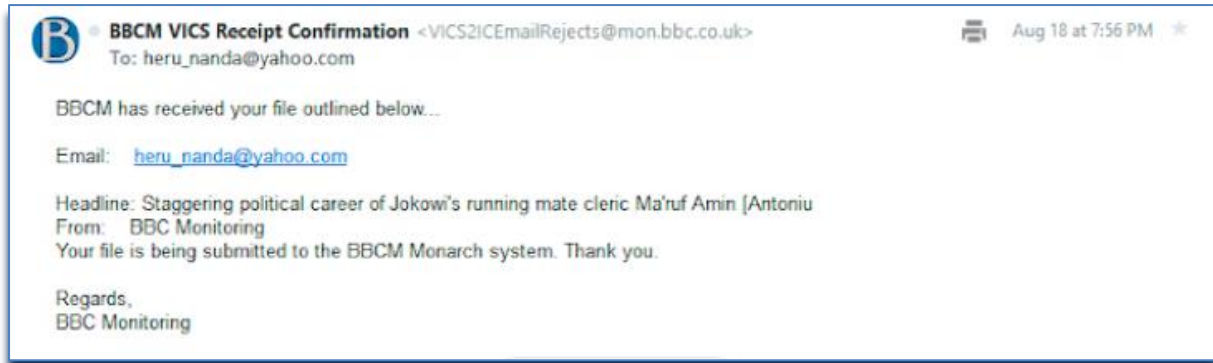 B
BBCM VICS Receipt Confirmation <VICS2ICEmailRejects@mon.bbc.co.uk> Aug 18 at 7:56 PM
To: heru_nanda@yahoo.com
BBCM has received your file outlined below...
Email: heru_nanda@yahoo.com
Headline: Staggering political career of Jokowi's running mate cleric Ma'ruf Amin [Antoniu
From: BBC Monitoring
Your file is being submitted to the BBCM Monarch system. Thank you.
Regards,
BBC Monitoring